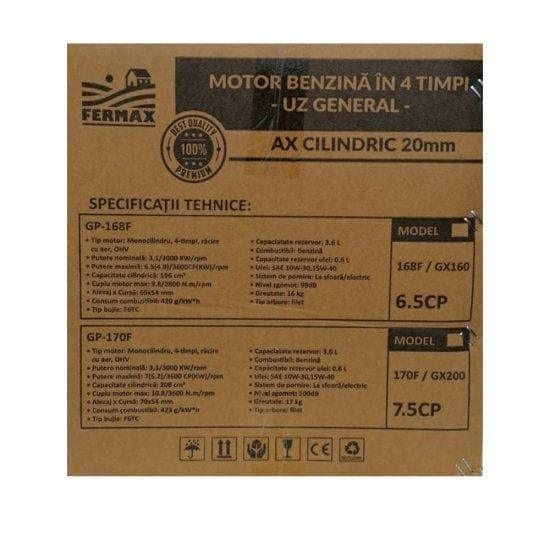 FERMAX
MOTOR BENZINĂ ÎN 4 TIMPI
- UZ GENERAL -
BEST QUALITY
100%
PREMIUM
AX CILINDRIC 20mm
SPECIFICAȚII TEHNICE:
GP-168F
• Tip motor: Monocilindru, 4-timpi, răcire
cu aer, OHV
• Putere nominală: 3,1/3000 KW/rpm
• Putere maximă: 6.5(4.8)/3600CP(KW)/rpm
• Capacitate cilindrică: 196 cm³
• Cuplu motor max: 9.8/2800 N.m/rpm
• Alezaj x Cursă: 65x54 mm
• Consum combustibil: 429 g/kW*h
• Tip bujie: F6TC
• Capacitate rezervor: 3.6 L
• Combustibil: benzină
• Capacitate rezervor ulei: 0.6 L
• Ulei: SAE 10W-30,15W-40
• Sistem de pornire: La sfoară/electric
• Nivel zgomot: 99dB
• Greutate: 16 kg
• Tip arbore: filet
MODEL
168F / GX160
6.5CP
GP-170F
• Tip motor: Monocilindru, 4-timpi, răcire
cu aer, OHV
• Putere nominală: 3,3/3000 KW/rpm
• Putere maximă: 7(5.2)/3600 CP(KW)/rpm
• Capacitate cilindrică: 208 cm³
• Cuplu motor max: 10.8/3600 N.m/rpm
• Alezaj x Cursă: 70x54 mm
• Consum combustibil: 423 g/kW*h
• Tip bujie: F6TC
• Capacitate rezervor: 3.6 L
• Combustibil: Benzină
• Capacitate rezervor ulei: 0.6 L
• Ulei: SAE 10W-30,15W-40
• Sistem de pornire: La sfoară/electric
• Nivel zgomot: 100dB
• Greutate: 17 kg
• Tip arbore: filet
MODEL
170F / GX200
7.5CP
CE